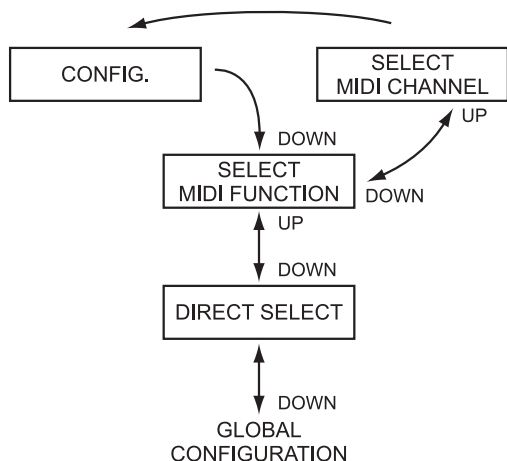 CONFIG.
SELECT
MIDI CHANNEL
UP
DOWN
SELECT
MIDI FUNCTION
DOWN
UP
DOWN
DIRECT SELECT
DOWN
GLOBAL
CONFIGURATION